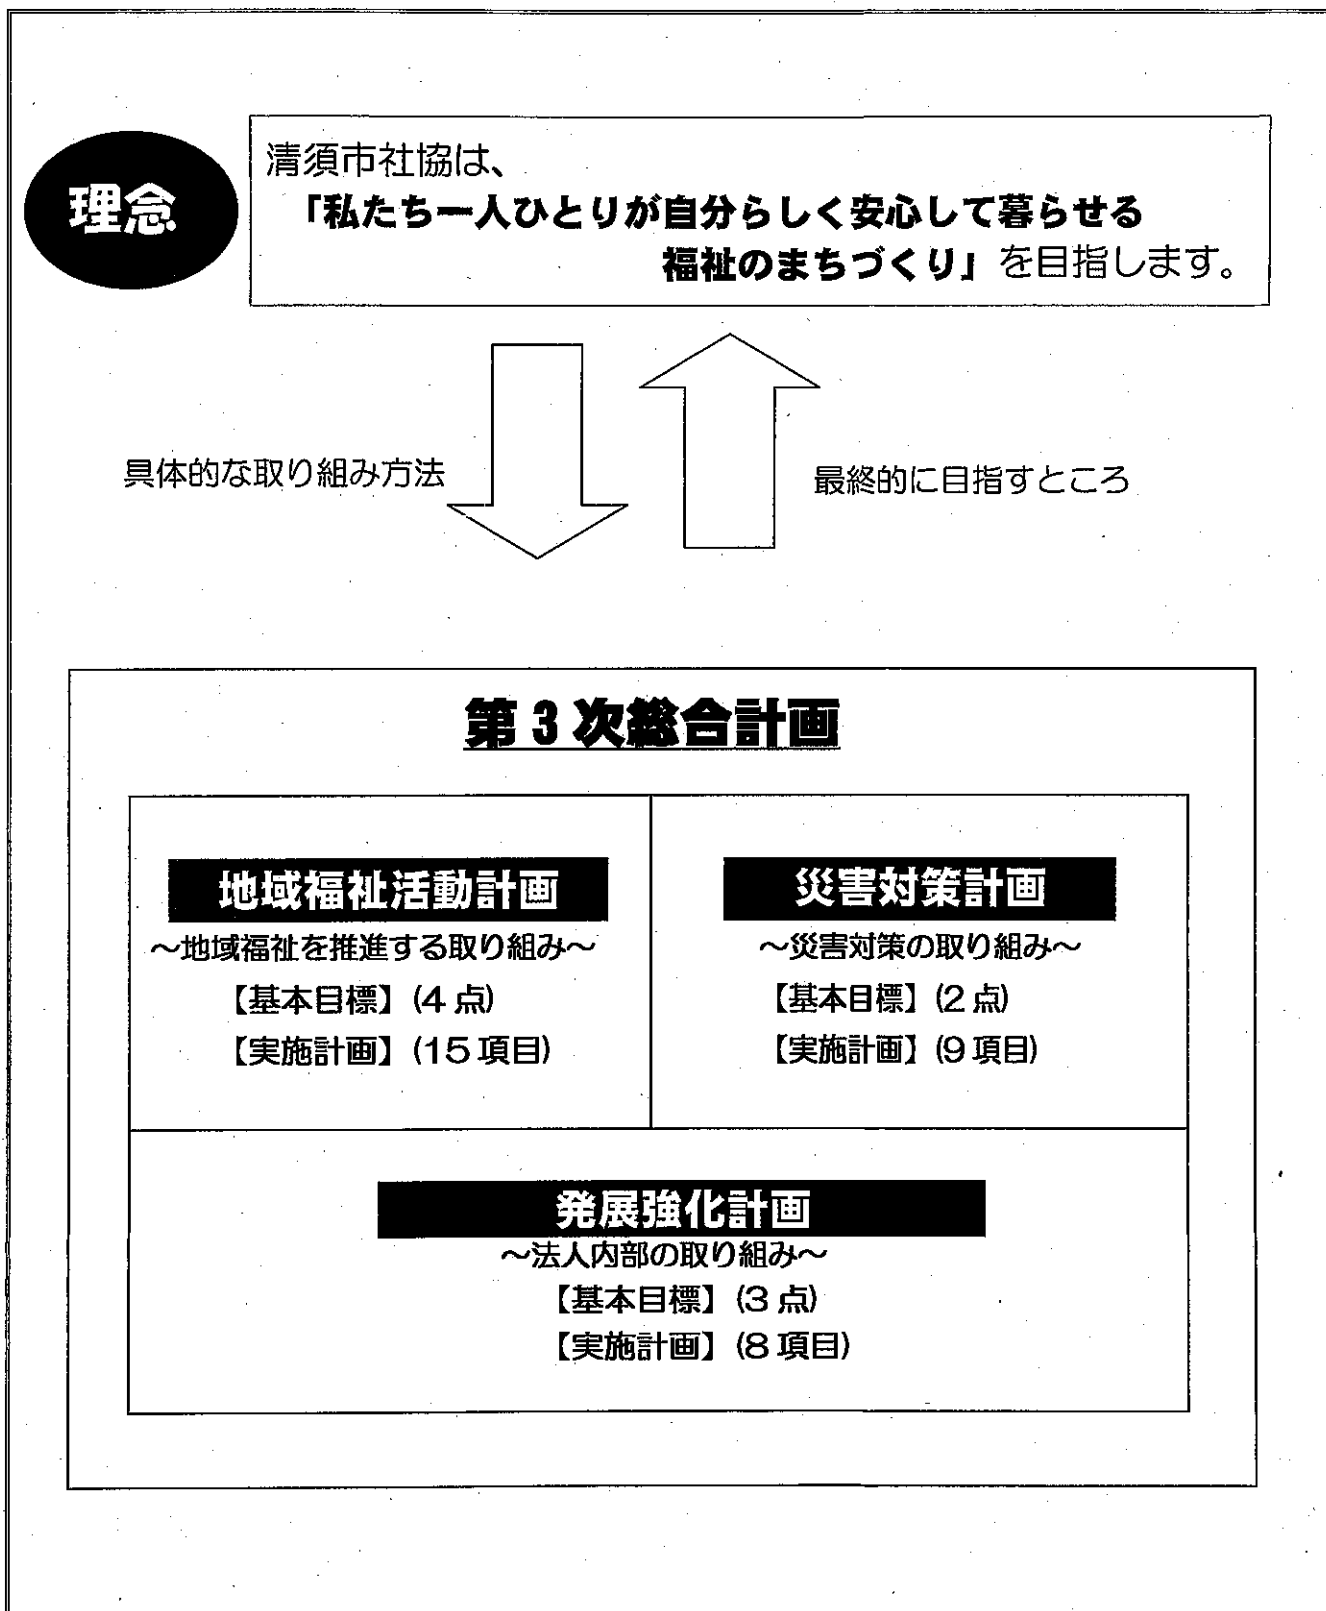 理念
清須市社協は、
「私たち一人ひとりが自分らしく安心して暮らせる
福祉のまちづくり」を目指します。
具体的な取り組み方法
最終的に目指すところ
第3次総合計画
地域福祉活動計画
～地域福祉を推進する取り組み～
【基本目標】(4点)
【実施計画】(15項目)
災害対策計画
～災害対策の取り組み～
【基本目標】(2点)
【実施計画】(9項目)
発展強化計画
～法人内部の取り組み～
【基本目標】(3点)
【実施計画】(8項目)